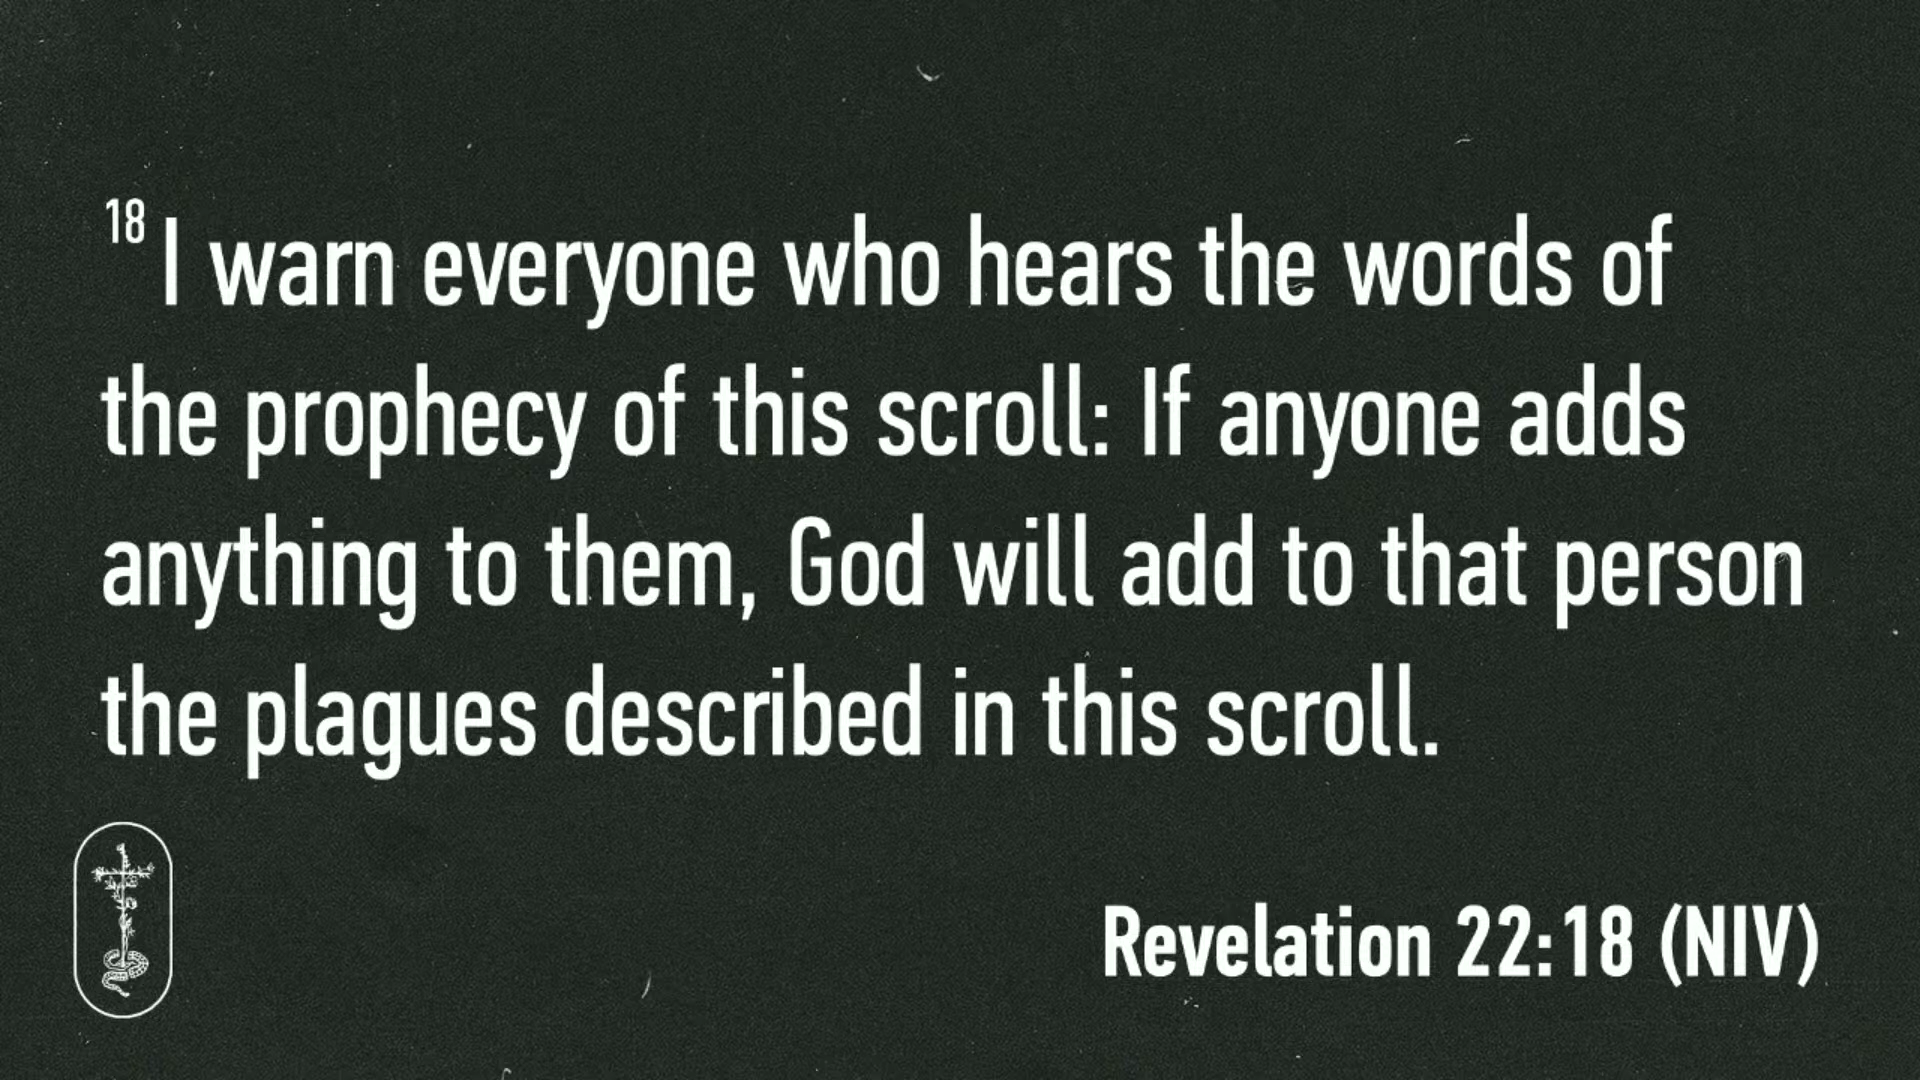 18 I warn everyone who hears the words of
the prophecy of this scroll: If anyone adds
anything to them, God will add to that person
the plagues described in this scroll.
Revelation 22:18 (NIV)